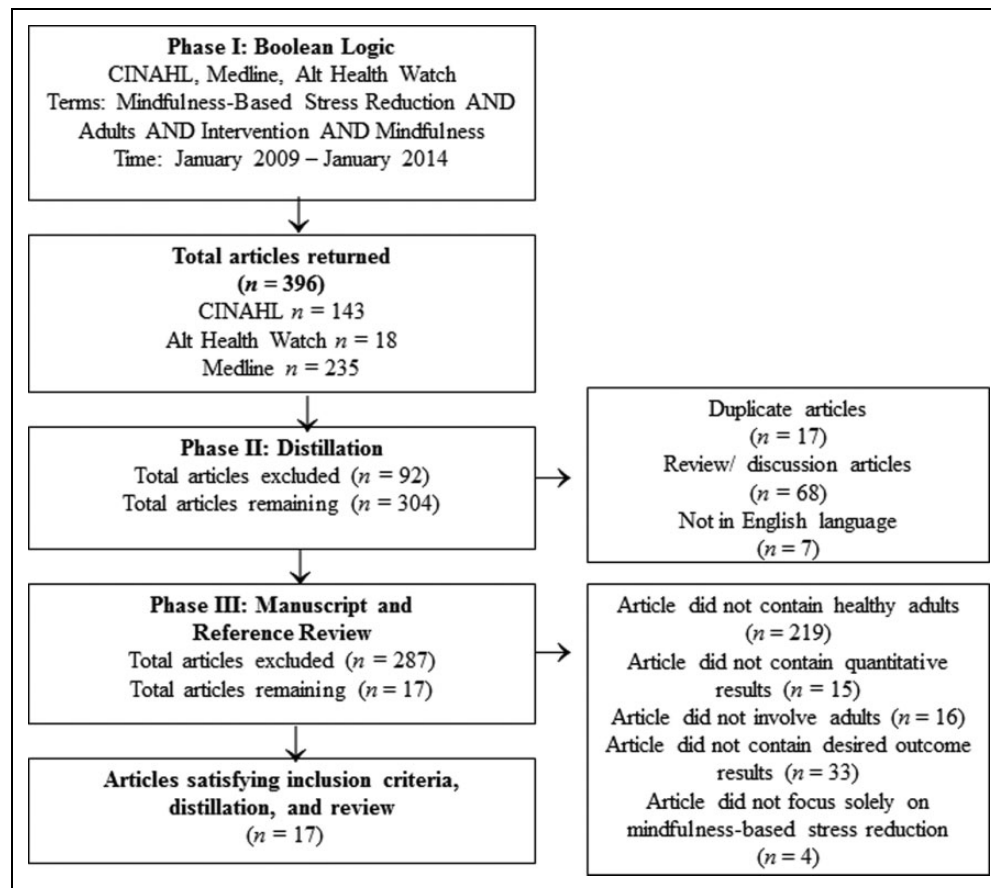 Phase I: Boolean Logic
CINAHL, Medline, Alt Health Watch
Terms: Mindfulness-Based Stress Reduction AND
Adults AND Intervention AND Mindfulness
Time: January 2009 – January 2014
Total articles returned
(n = 396)
CINAHL n = 143
Alt Health Watch n = 18
Medline n = 235
Phase II: Distillation
Total articles excluded (n = 92)
Total articles remaining (n = 304)
Duplicate articles
(n = 17)
Review/ discussion articles
(n = 68)
Not in English language
(n = 7)
Phase III: Manuscript and
Reference Review
Total articles excluded (n = 287)
Total articles remaining (n = 17)
Article did not contain healthy adults
(n = 219)
Article did not contain quantitative
results (n = 15)
Article did not involve adults (n = 16)
Article did not contain desired outcome
results (n = 33)
Article did not focus solely on
mindfulness-based stress reduction
(n = 4)
Articles satisfying inclusion criteria,
distillation, and review
(n = 17)